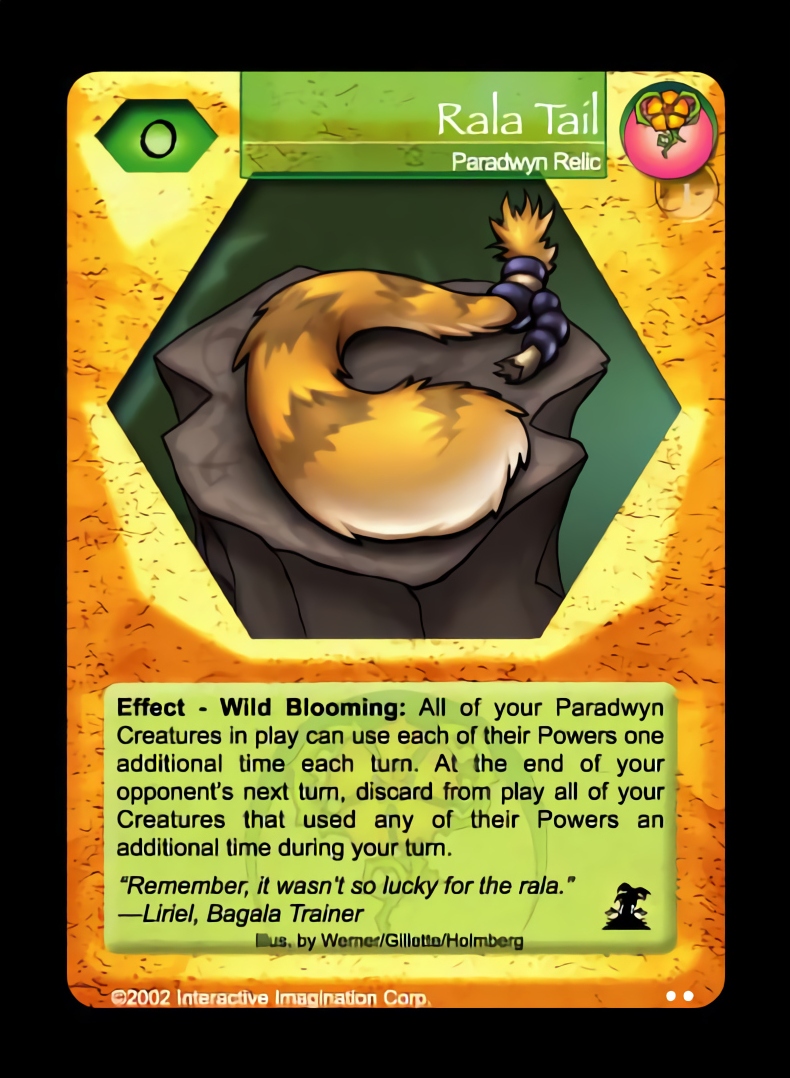 0
Rala Tail
Paradwyn Relic
Effect - Wild Blooming: All of your Paradwyn
Creatures in play can use each of their Powers one
additional time each turn. At the end of your
opponent's next turn, discard from play all of your
Creatures that used any of their Powers an
additional time during your turn.
"Remember, it wasn't so lucky for the rala."
—Liriel, Bagala Trainer
Illus. by Werner/Gillotte/Holmberg
©2002 Interactive Imagination Corp.